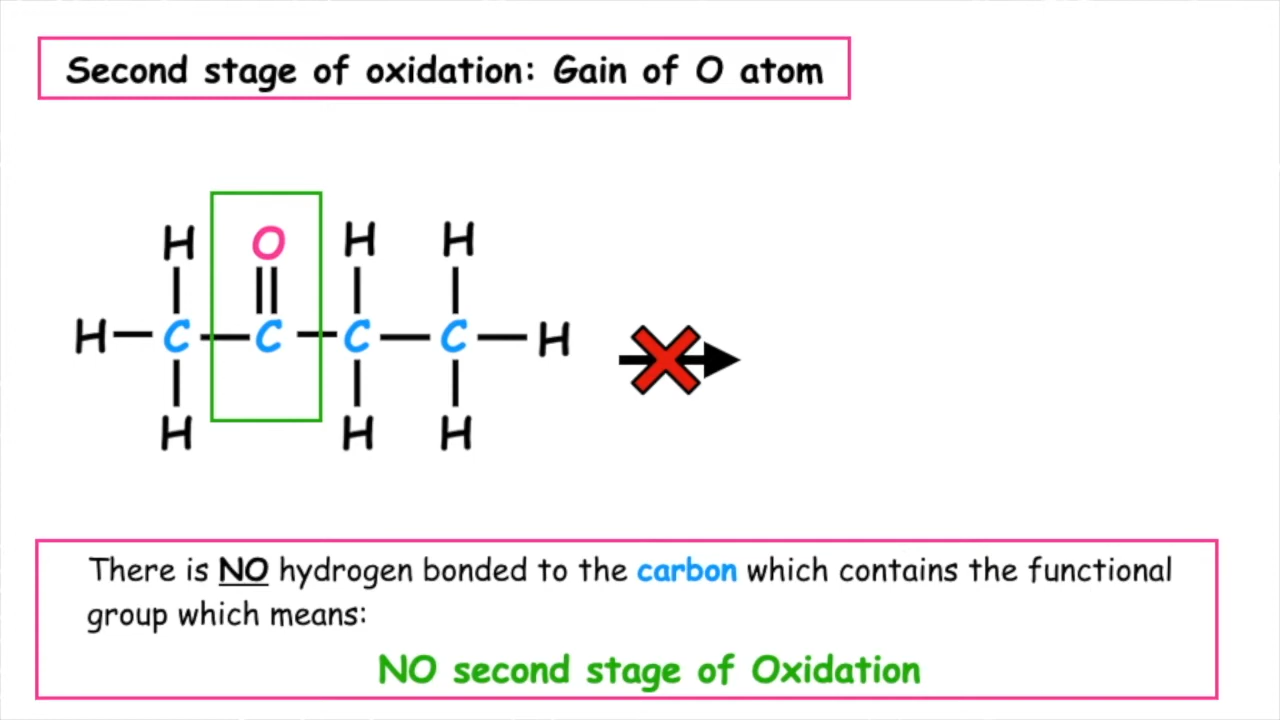 Second stage of oxidation: Gain of O atom
H O H H
H C C C C H
H H H
There is NO hydrogen bonded to the carbon which contains the functional
group which means:
NO second stage of Oxidation